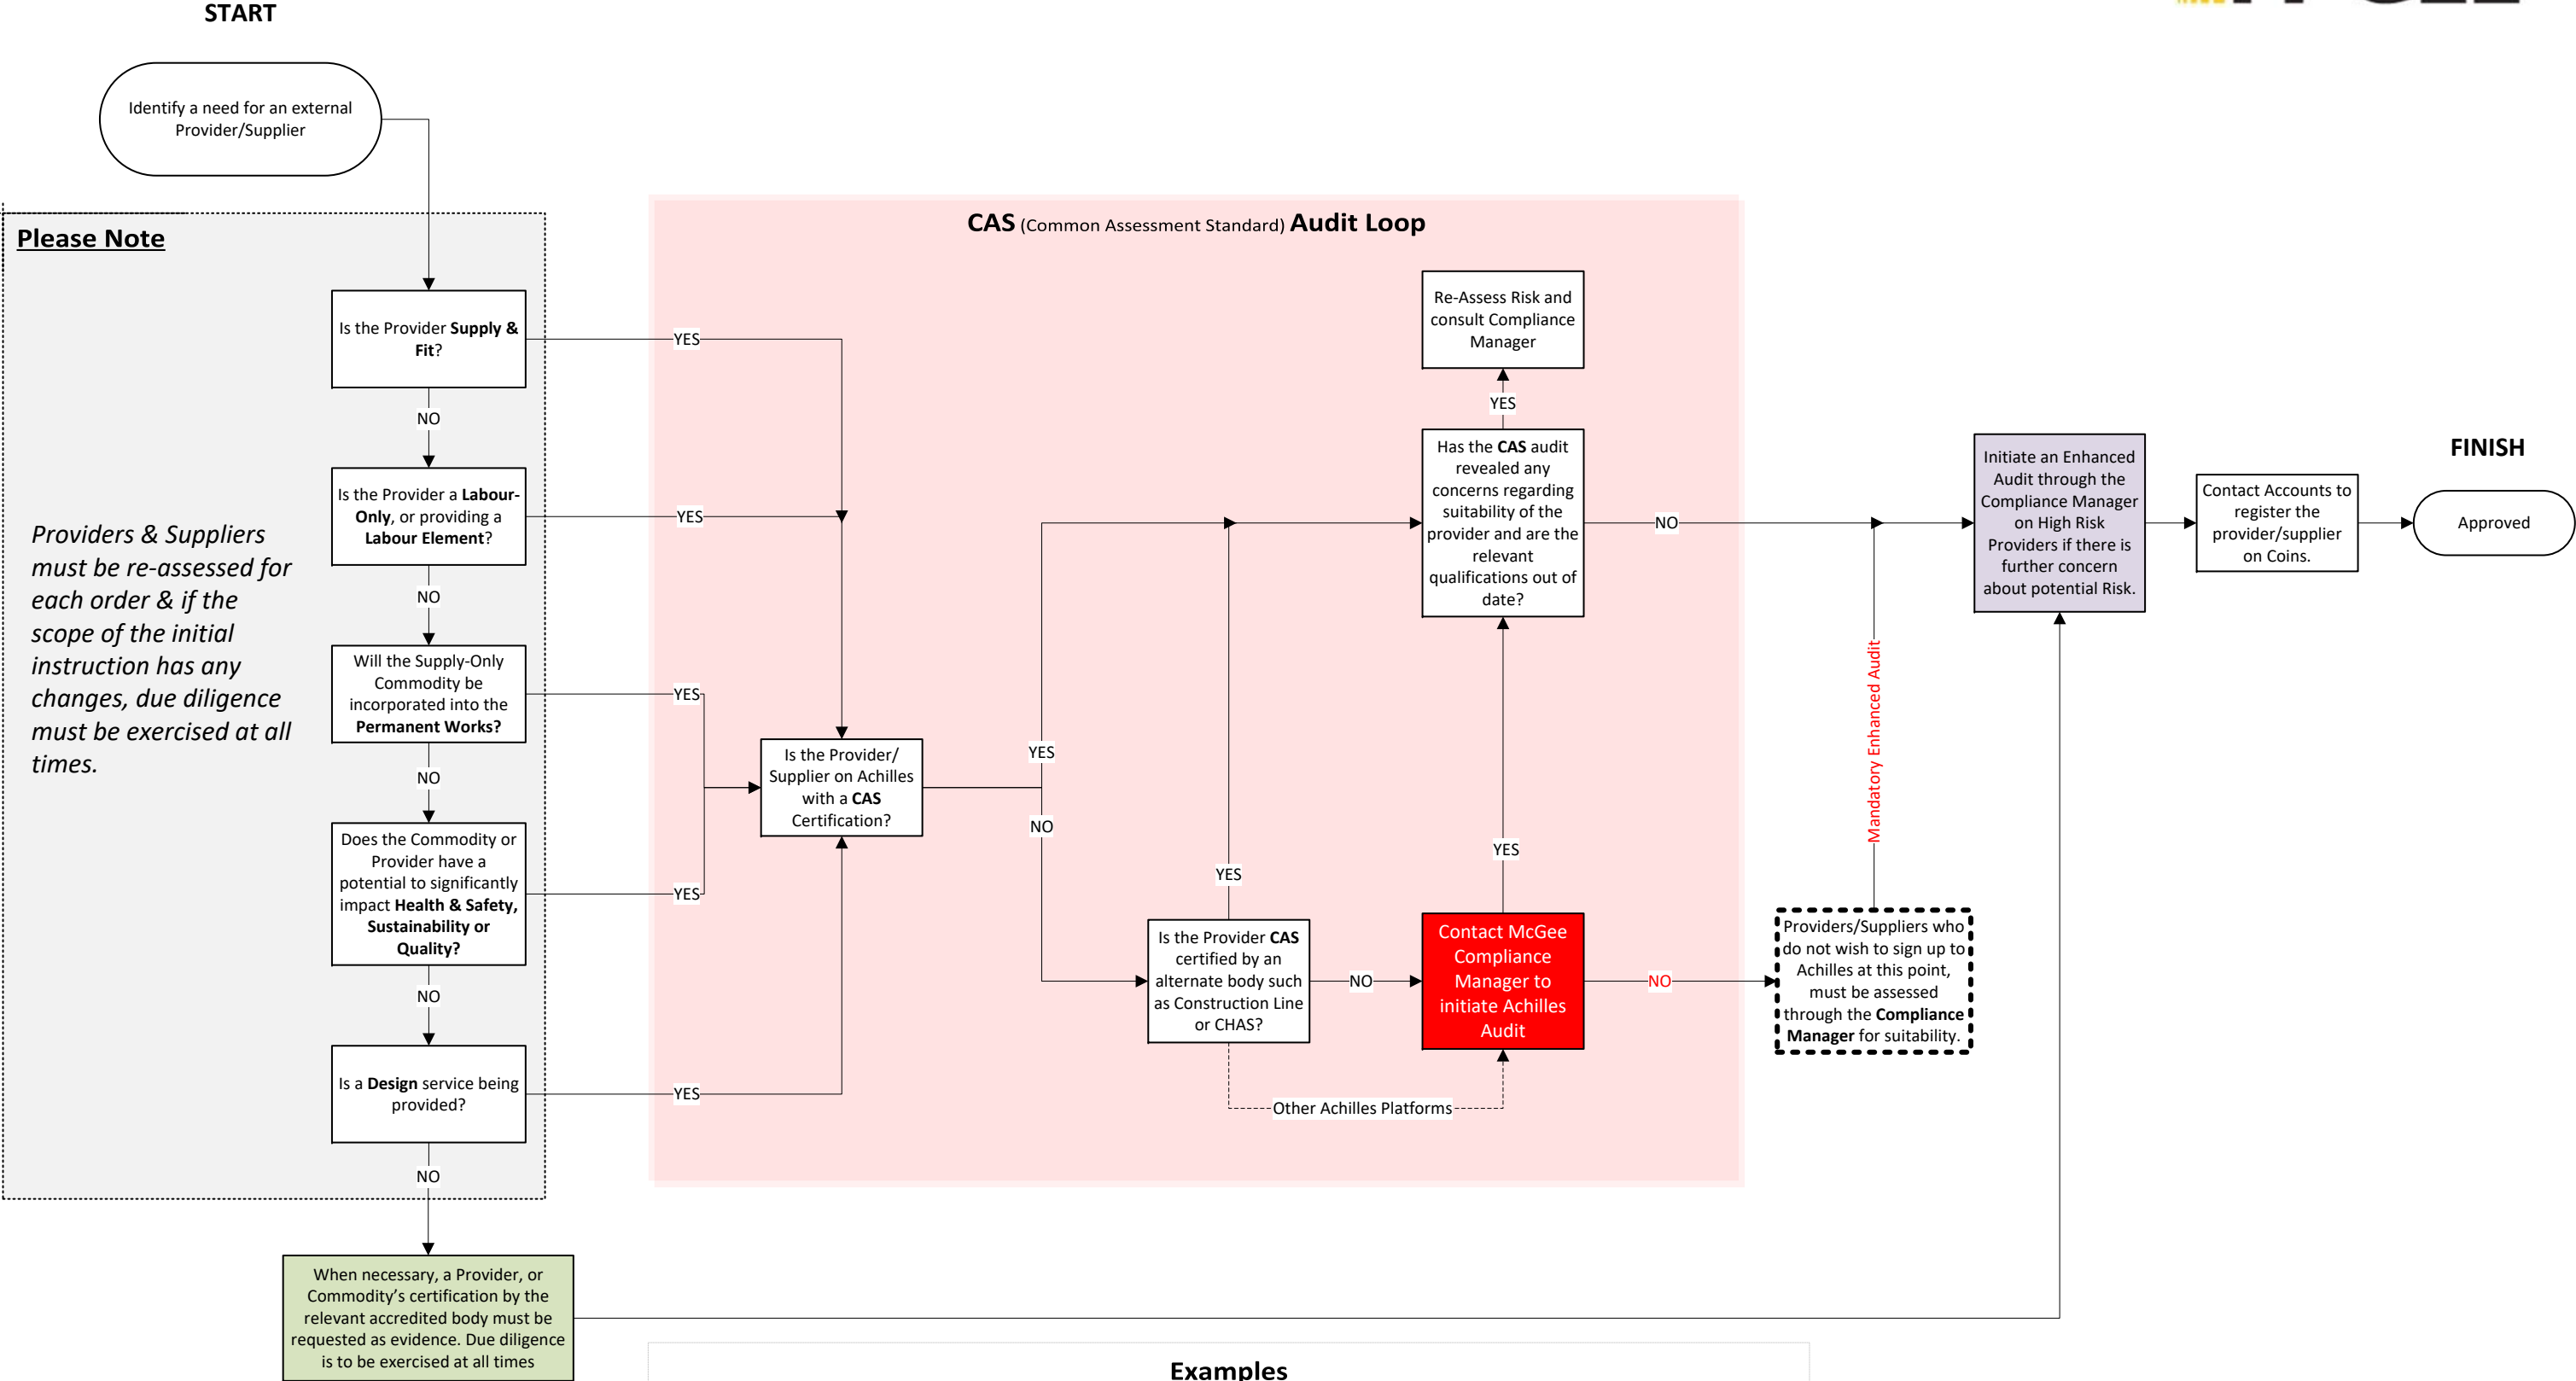 START
Identify a need for an external
Provider/Supplier
Please Note
Providers & Suppliers
must be re-assessed for
each order & if the
scope of the initial
instruction has any
changes, due diligence
must be exercised at all
times.
Is the Provider Supply &
Fit?
YES
NO
Is the Provider a Labour-
Only, or providing a
Labour Element?
YES
NO
Will the Supply-Only
Commodity be
incorporated into the
Permanent Works?
YES
NO
Does the Commodity or
Provider have a
potential to significantly
impact Health & Safety,
Sustainability or
Quality?
YES
NO
Is a Design service being
provided?
YES
NO
When necessary, a Provider, or
Commodity's certification by the
relevant accredited body must be
requested as evidence. Due diligence
is to be exercised at all times
CAS (Common Assessment Standard) Audit Loop
Is the Provider/
Supplier on Achilles
with a CAS
Certification?
YES
NO
Is the Provider CAS
certified by an
alternate body such
as Construction Line
or CHAS?
YES
NO
Other Achilles Platforms
Contact McGee
Compliance
Manager to
initiate Achilles
Audit
YES
NO
Has the CAS audit
revealed any
concerns regarding
suitability of the
provider and are the
relevant
qualifications out of
date?
YES
NO
Re-Assess Risk and
consult Compliance
Manager
Providers/Suppliers who
do not wish to sign up to
Achilles at this point,
must be assessed
through the Compliance
Manager for suitability.
Mandatory Enhanced Audit
Initiate an Enhanced
Audit through the
Compliance Manager
on High Risk
Providers if there is
further concern
about potential Risk.
Contact Accounts to
register the
provider/supplier
on Coins.
FINISH
Approved
Examples